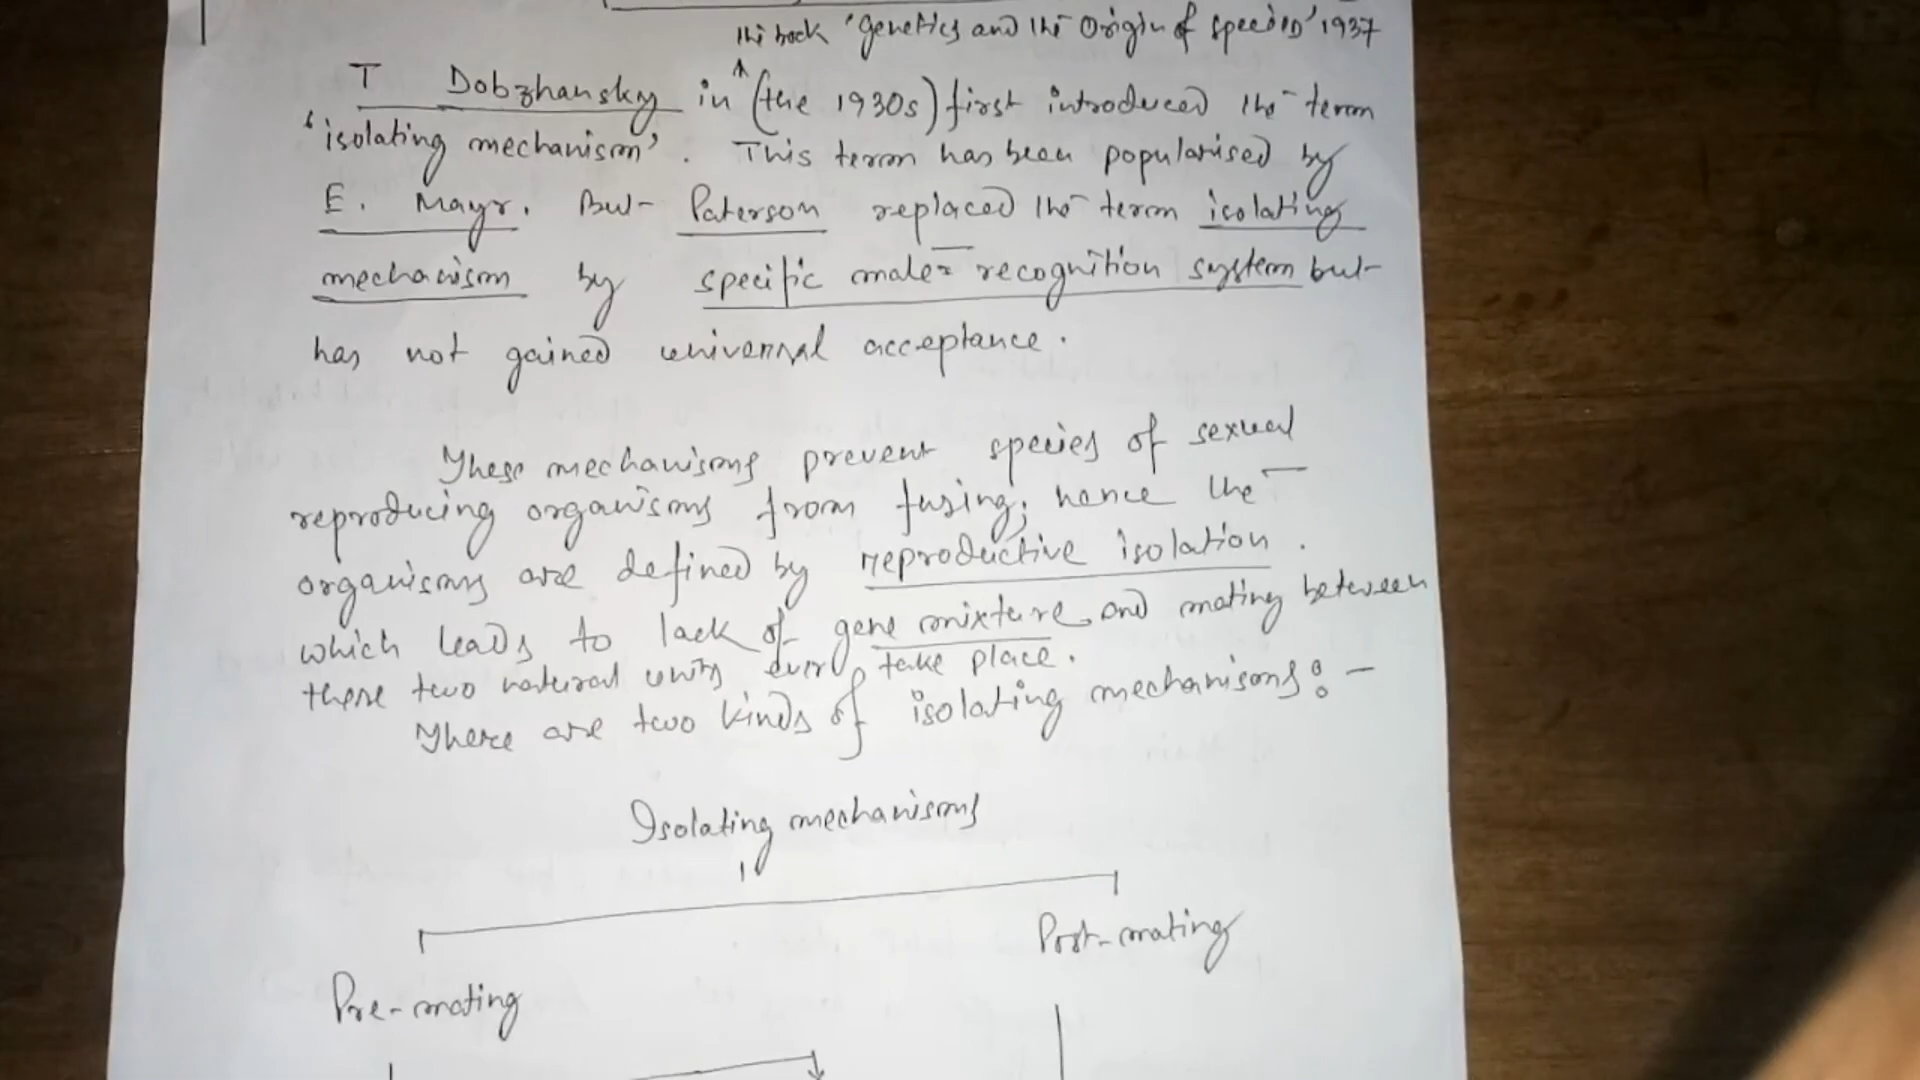 the book 'Genetics and the Origin of species' 1937
T Dobzhansky in (the 1930s) first introduced the term
'isolating mechanism'. This term has been popularised by
E. Mayr. But Paterson replaced the term isolating
mechanism by specific mate recognition system but
has not gained universal acceptance.
These mechanisms prevent species of sexual
reproducing organisms from fusing; hence the
organisms are defined by reproductive isolation.
which leads to lack of gene mixture and mating between
these two natural units take place.
There are two kinds of isolating mechanisms:-
Isolating mechanisms
Post-mating
Pre-mating